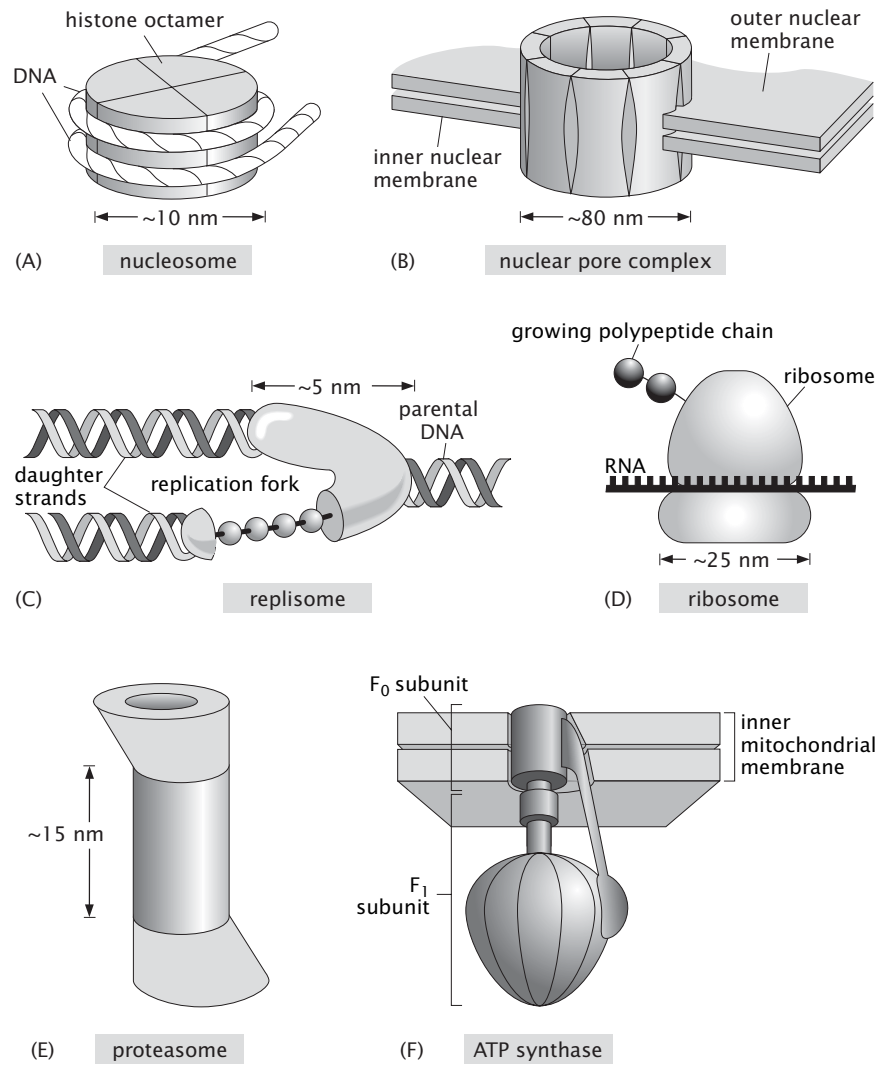 histone octamer
DNA
~10 nm
(A) nucleosome
outer nuclear
membrane
inner nuclear
membrane
~80 nm
(B) nuclear pore complex
~5 nm
parental
DNA
daughter
strands
replication fork
(C) replisome
growing polypeptide chain
ribosome
RNA
~25 nm
(D) ribosome
~15 nm
(E) proteasome
F₀ subunit
inner
mitochondrial
membrane
F₁
subunit
(F) ATP synthase